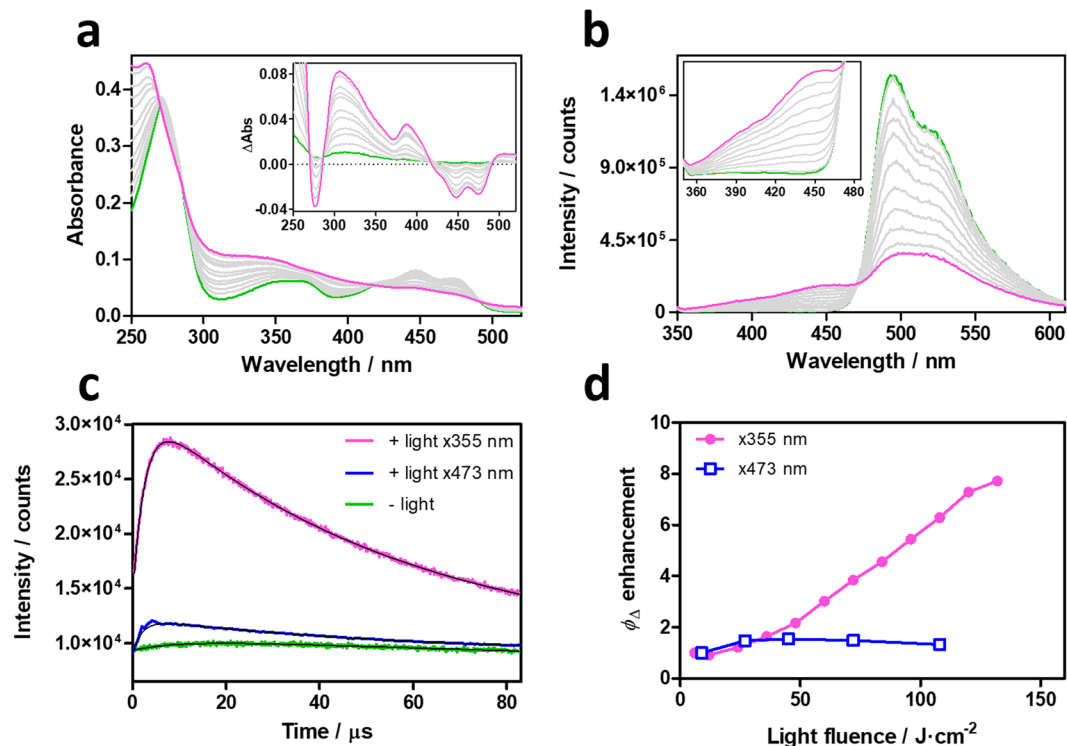 a
Absorbance
0.4
0.3
0.2
0.1
0.0
250 300 350 400 450 500
Wavelength / nm
ΔAbs
0.08
0.04
0.00
-0.04
250 300 350 400 450 500
b
Intensity / counts
1.4×10⁶
9.0×10⁵
4.5×10⁵
0
350 400 450 500 550 600
Wavelength / nm
360 390 420 450 480
c
Intensity / counts
3.0×10⁴
2.5×10⁴
2.0×10⁴
1.5×10⁴
1.0×10⁴
0 20 40 60 80
Time / μs
+ light x355 nm
+ light x473 nm
- light
d
ϕΔ enhancement
10
8
6
4
2
0
0 50 100 150
Light fluence / J·cm⁻²
x355 nm
x473 nm